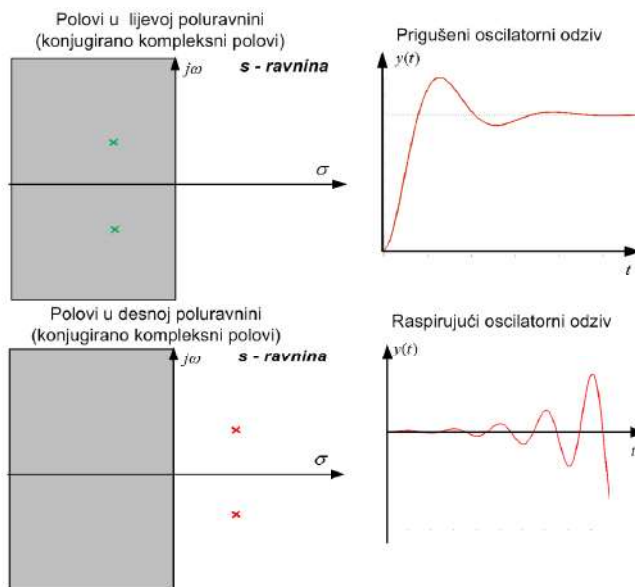 Polovi u lijevoj poluravnini
(konjugirano kompleksni polovi)
jω
s - ravnina
σ
Prigušeni oscilatorni odziv
y(t)
t
Polovi u desnoj poluravnini
(konjugirano kompleksni polovi)
jω
s - ravnina
σ
Raspirujući oscilatorni odziv
y(t)
t